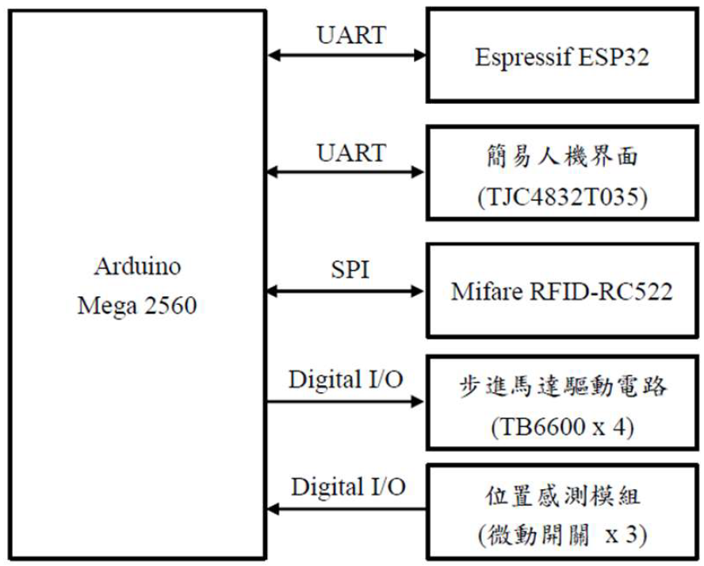 Arduino
Mega 2560
UART
Espressif ESP32
UART
簡易人機界面
(TJC4832T035)
SPI
Mifare RFID-RC522
Digital I/O
步進馬達驅動電路
(TB6600 x 4)
Digital I/O
位置感測模組
(微動開關 x 3)